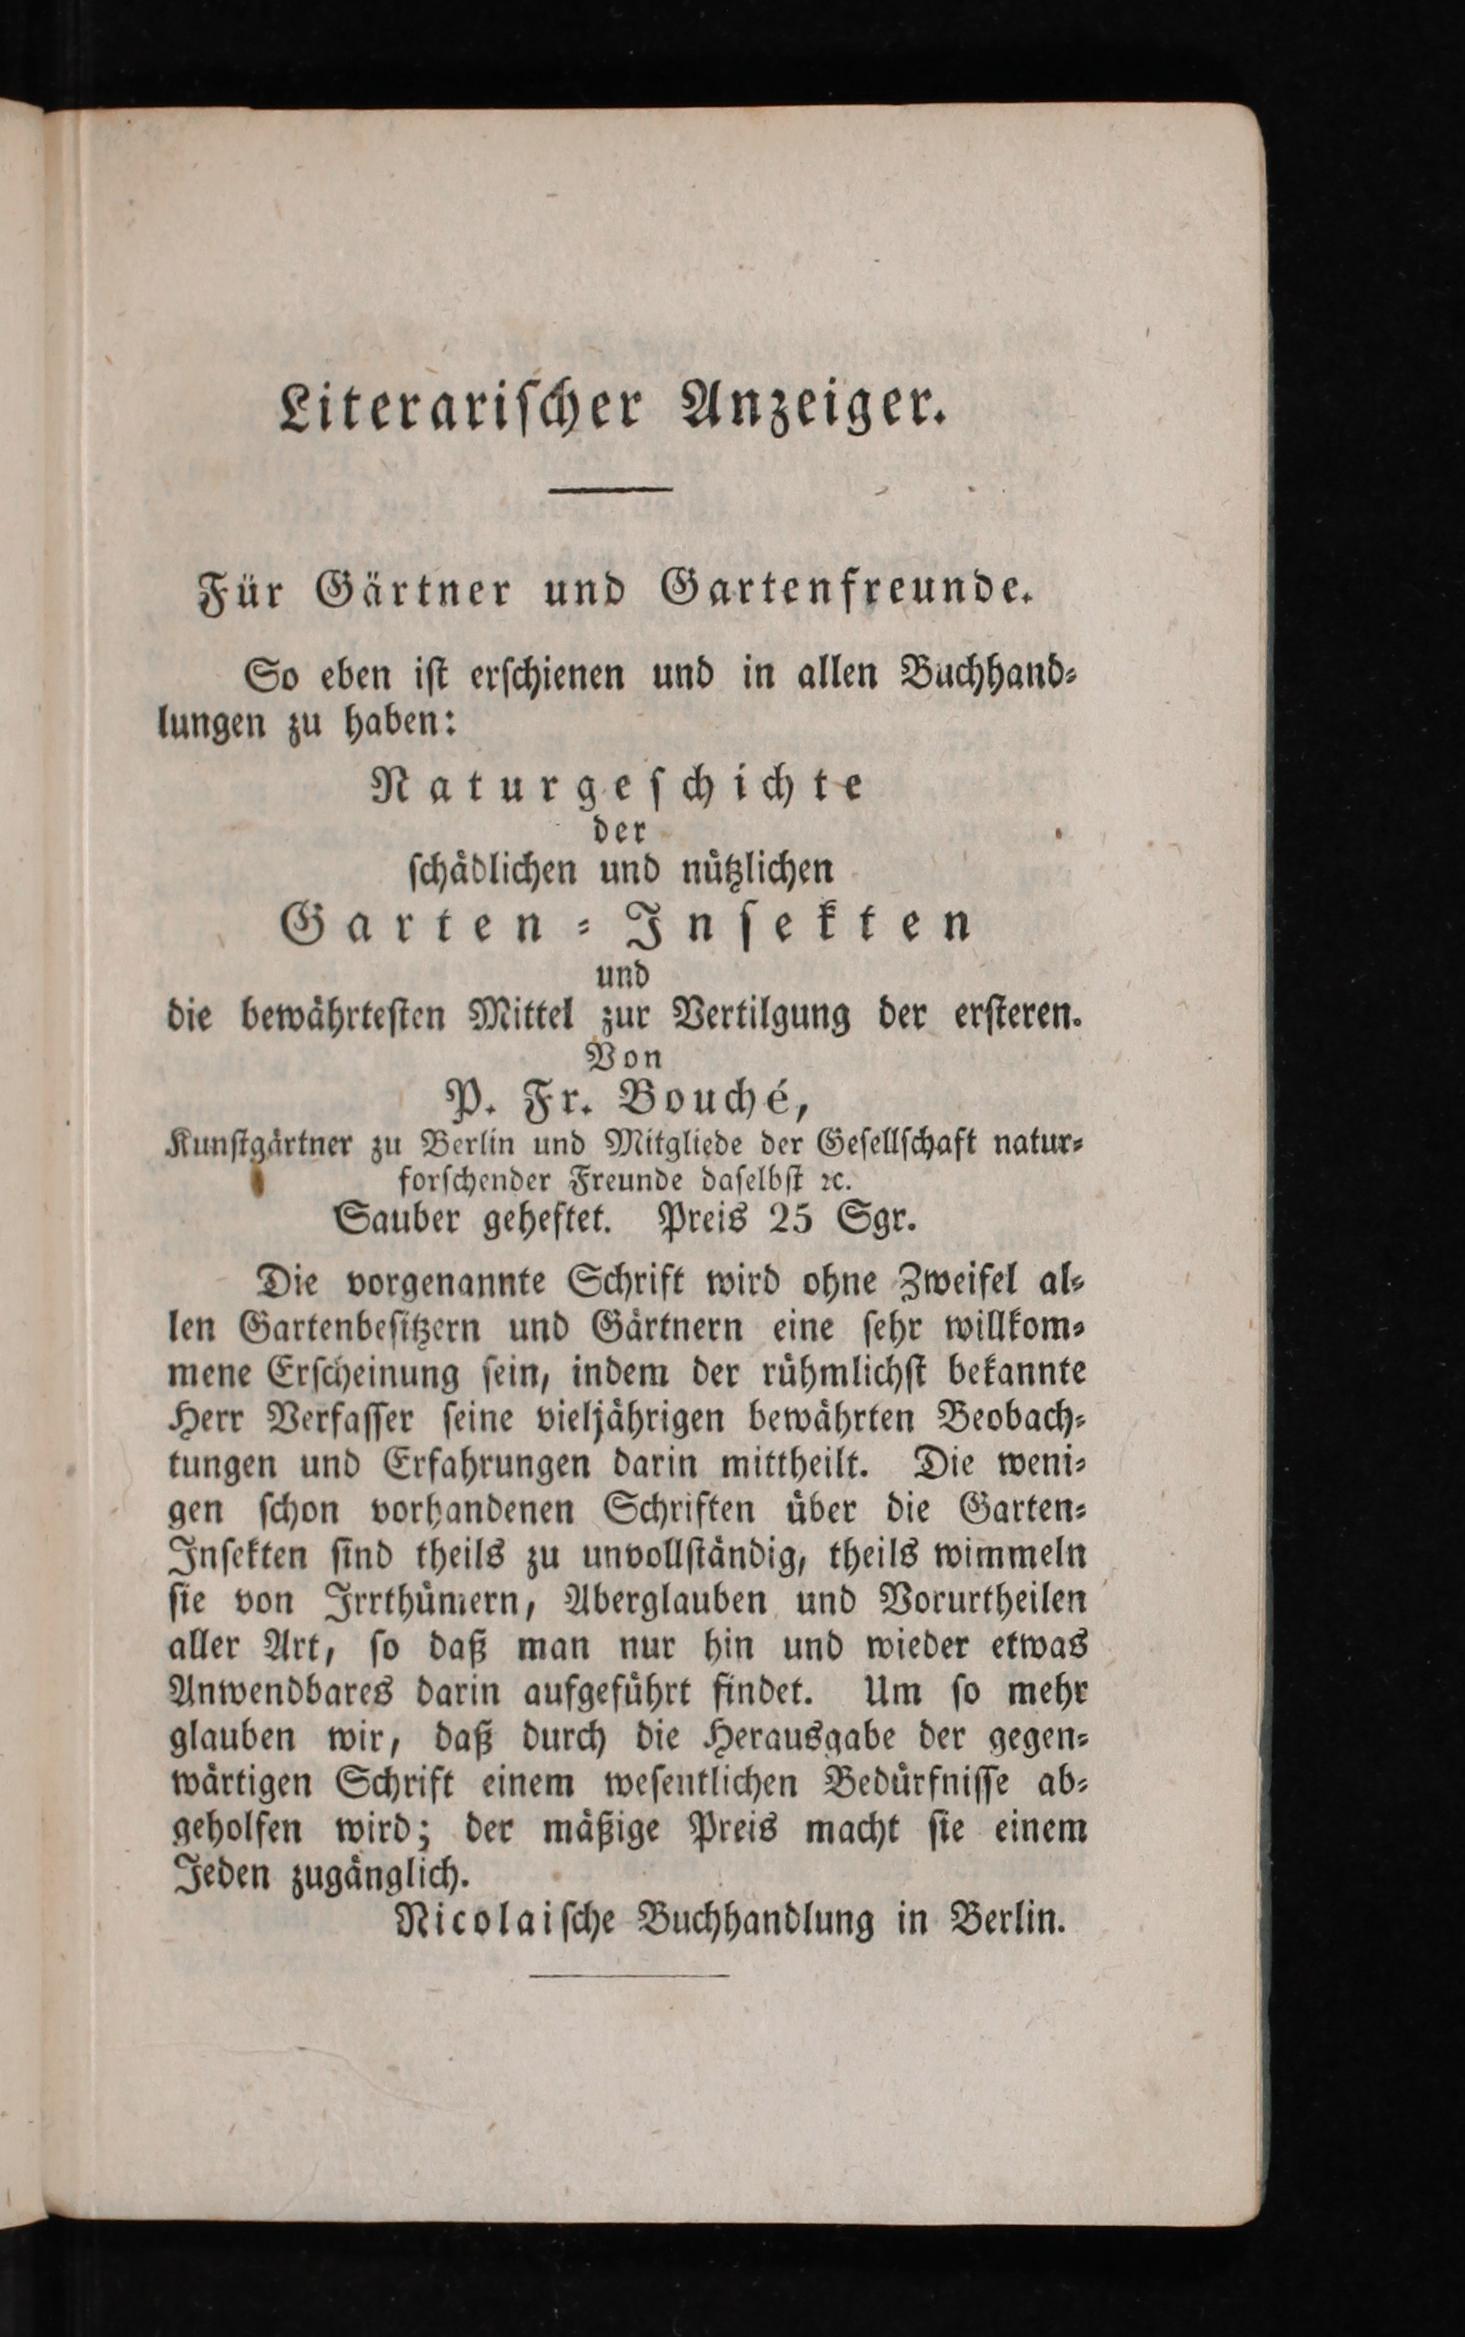 Literariſcher Anzeiger.
Für Gärtner und Gartenfreunde.
So eben iſt erſchienen und in allen Buchhand⸗
lungen zu haben:
Naturgeſchichte
der
ſchädlichen und nützlichen
Garten⸗Inſekten
und
die bewährteſten Mittel zur Vertilgung der erſteren.
Von
P. Fr. Bouché,
Kunſtgärtner zu Berlin und Mitgliede der Geſellſchaft natur⸗
forſchender Freunde daſelbſt ꝛc.
Sauber geheftet. Preis 25 Sgr.
Die vorgenannte Schrift wird ohne Zweifel al⸗
len Gartenbeſitzern und Gärtnern eine ſehr willkom⸗
mene Erſcheinung ſein, indem der rühmlichſt bekannte
Herr Verfaſſer ſeine vieljährigen bewährten Beobach⸗
tungen und Erfahrungen darin mittheilt. Die weni⸗
gen ſchon vorhandenen Schriften über die Garten⸗
Inſekten ſind theils zu unvollſtändig, theils wimmeln
ſie von Irrthümern, Aberglauben und Vorurtheilen
aller Art, ſo daß man nur hin und wieder etwas
Anwendbares darin aufgeführt findet. Um ſo mehr
glauben wir, daß durch die Herausgabe der gegen⸗
wärtigen Schrift einem weſentlichen Bedürfniſſe ab⸗
geholfen wird; der mäßige Preis macht ſie einem
Jeden zugänglich.
Nicolaiſche Buchhandlung in Berlin.